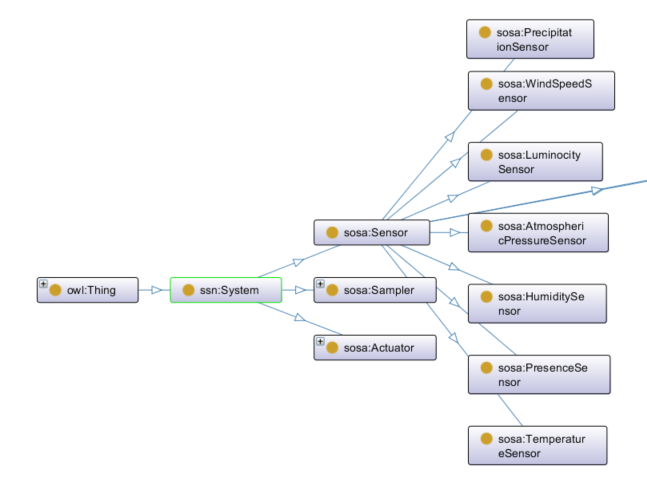 sosa:Precipitat
ionSensor
sosa:WindSpeedS
ensor
sosa:Luminocity
Sensor
sosa:Sensor
sosa:Atmospheri
cPressureSensor
owl:Thing
ssn:System
sosa:Sampler
sosa:HumiditySe
nsor
sosa:Actuator
sosa:PresenceSe
nsor
sosa:Temperatur
eSensor